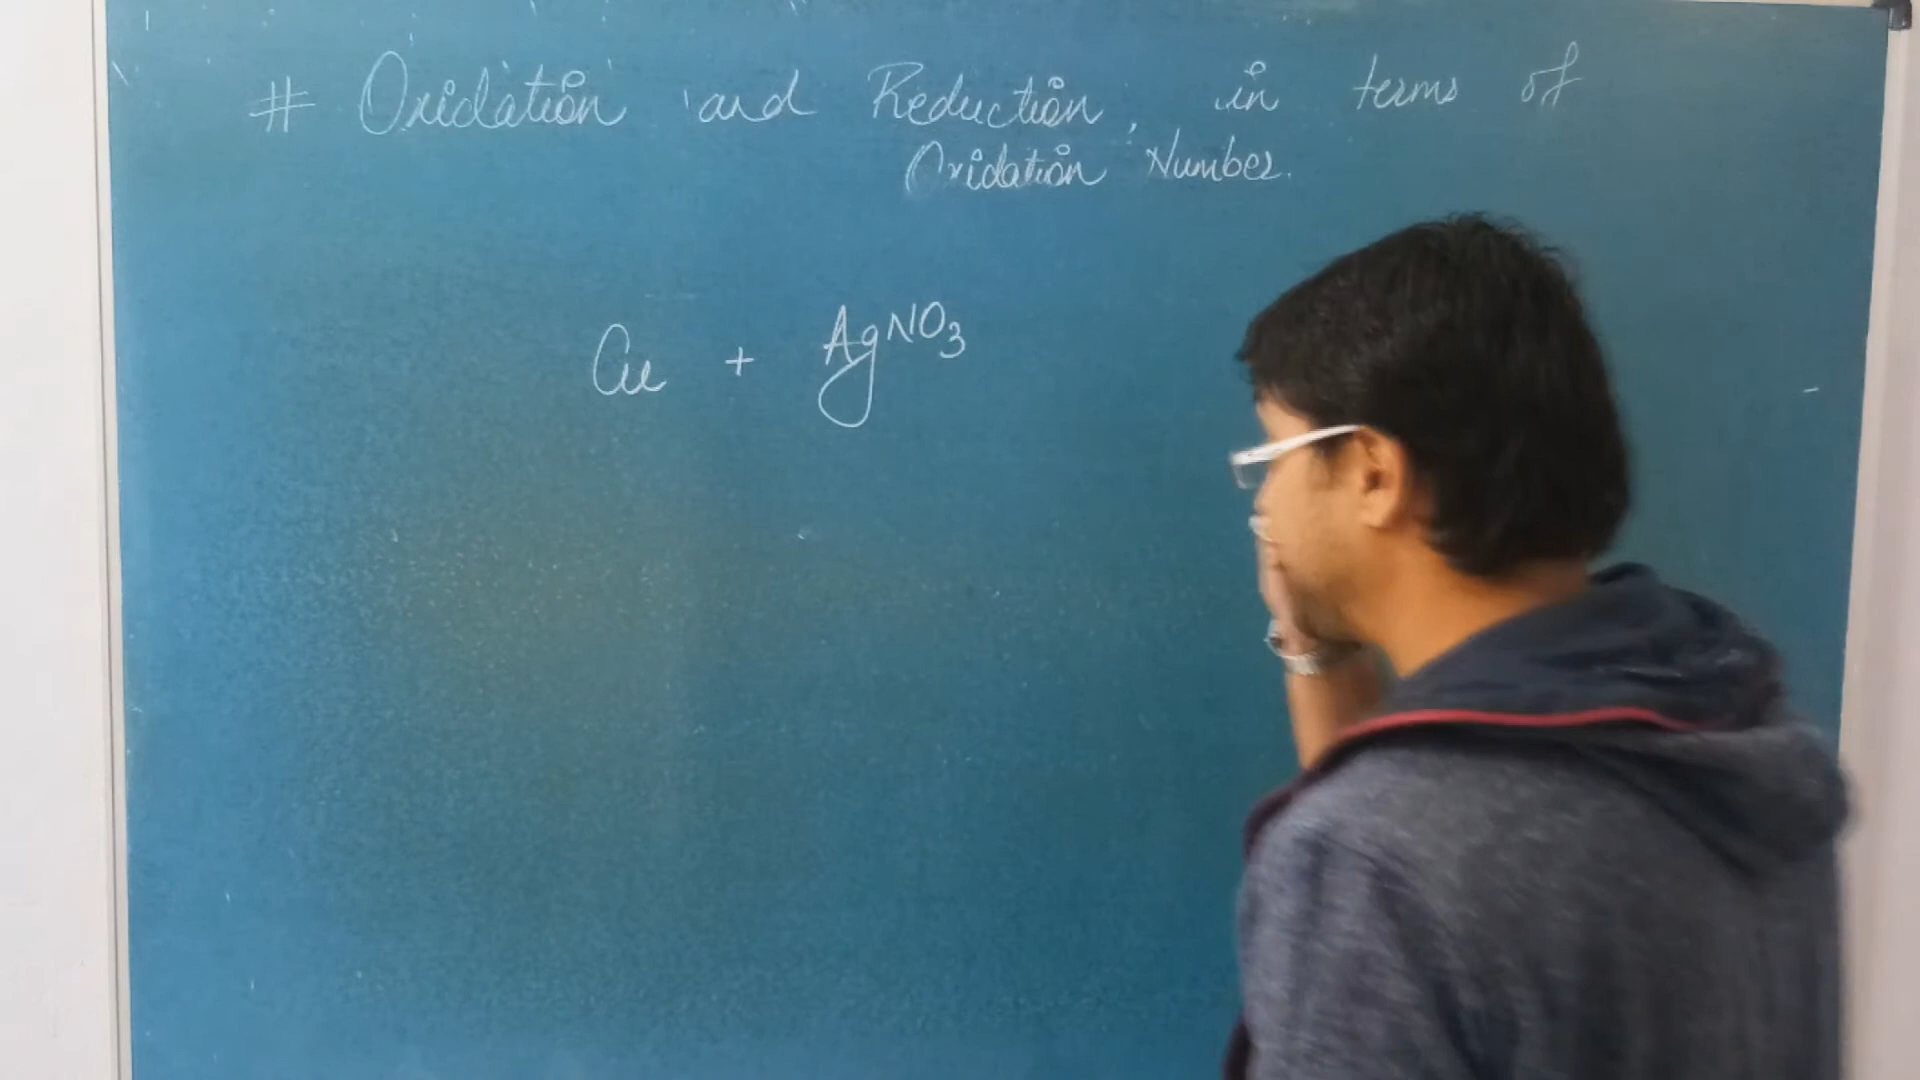 # Oxidation and Reduction in terms of
Oxidation Number.
Cu + AgNO3